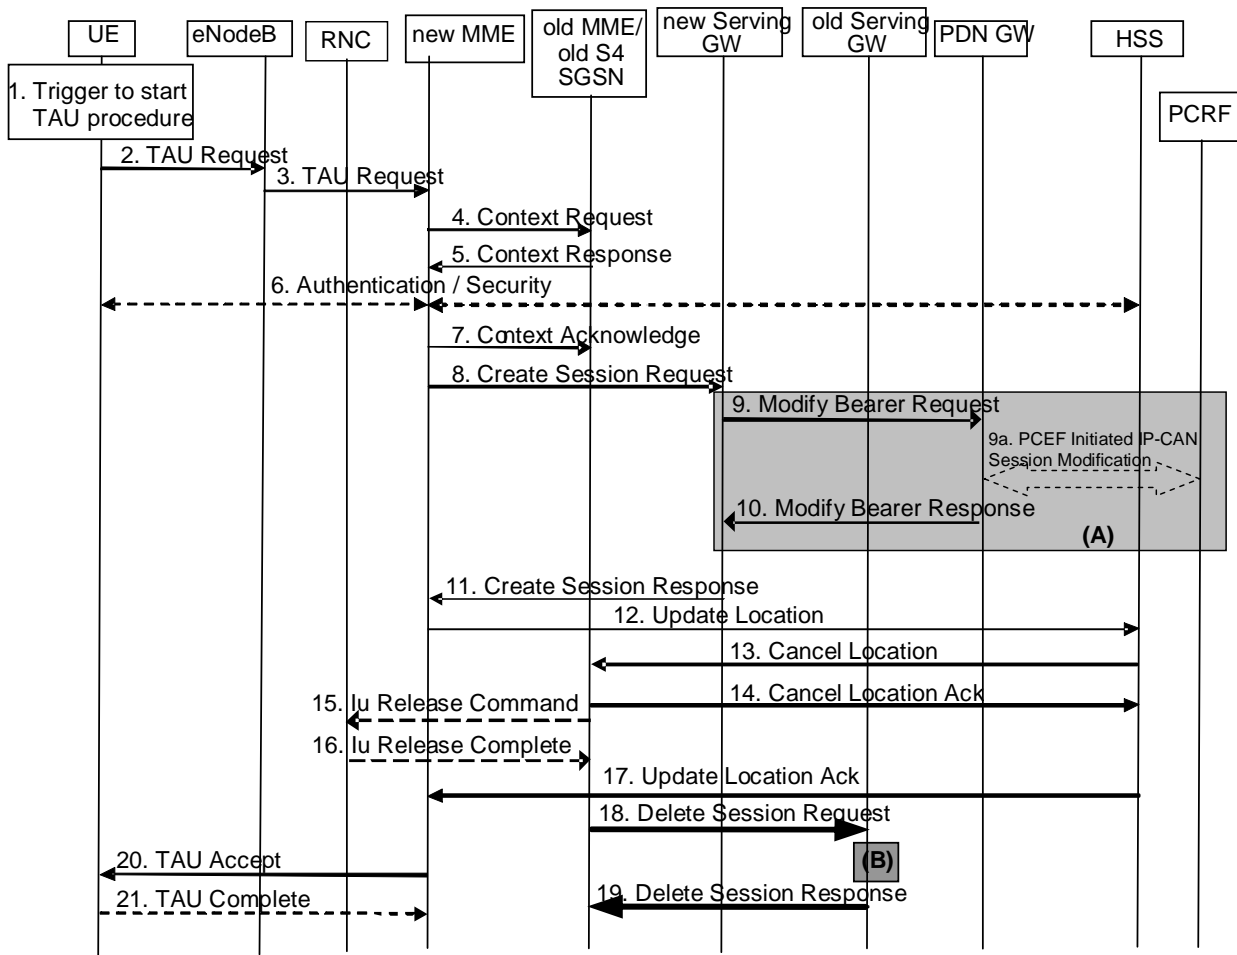 UE
eNodeB
RNC
new MME
old MME/
old S4
SGSN
new Serving
GW
old Serving
GW
PDN GW
HSS
PCRF
1. Trigger to start
TAU procedure
2. TAU Request
3. TAU Request
4. Context Request
5. Context Response
6. Authentication / Security
7. Context Acknowledge
8. Create Session Request
9. Modify Bearer Request
9a. PCEF Initiated IP-CAN
Session Modification
10. Modify Bearer Response
(A)
11. Create Session Response
12. Update Location
13. Cancel Location
14. Cancel Location Ack
15. Iu Release Command
16. Iu Release Complete
17. Update Location Ack
18. Delete Session Request
(B)
20. TAU Accept
19. Delete Session Response
21. TAU Complete